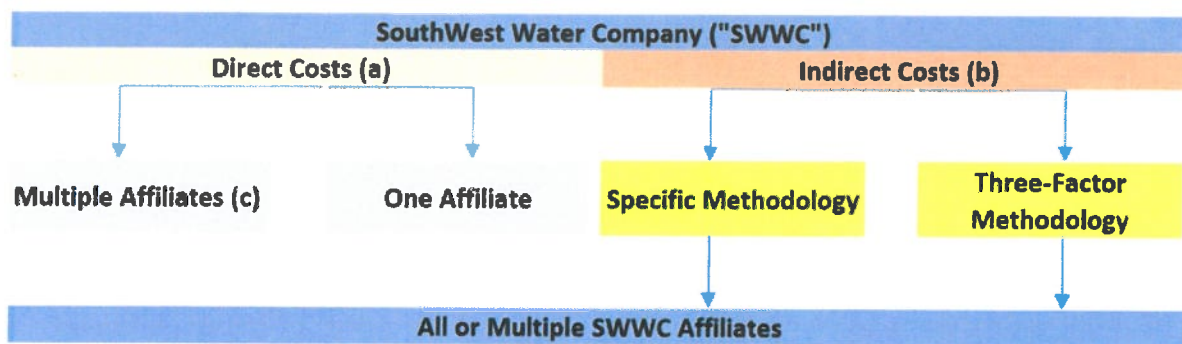 SouthWest Water Company ("SWWC")
Direct Costs (a)
Indirect Costs (b)
Multiple Affiliates (c)
One Affiliate
Specific Methodology
Three-Factor
Methodology
All or Multiple SWWC Affiliates